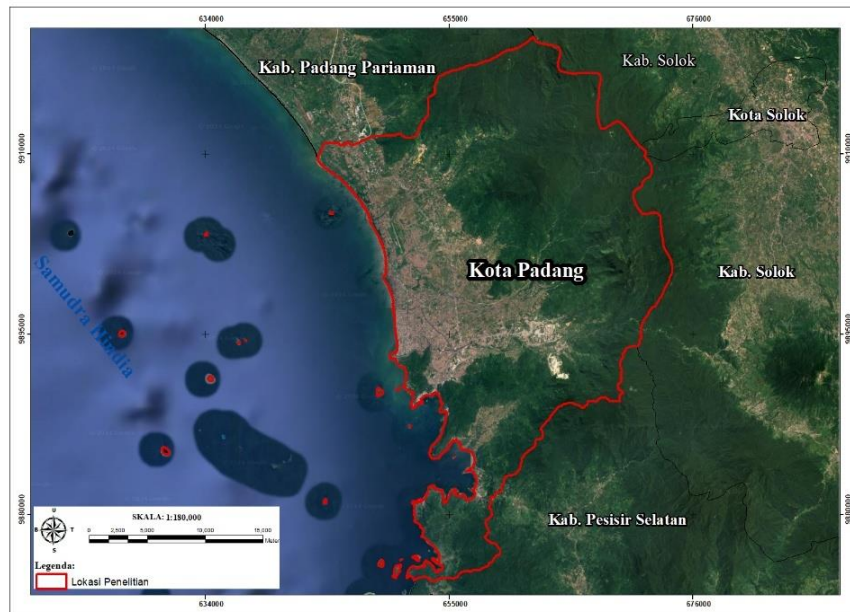 634000 655000 676000
Kab. Padang Pariaman
Kab. Solok
Kota Solok
9910000 9910000
Kota Padang
Kab. Solok
Samudra Hindia
9895000 9895000
Kab. Pesisir Selatan
9880000 9880000
SKALA: 1:180,000
U
B T
S
0 2,500 5,000 10,000 15,000
Meter
Legenda:
Lokasi Penelitian
634000 655000 676000